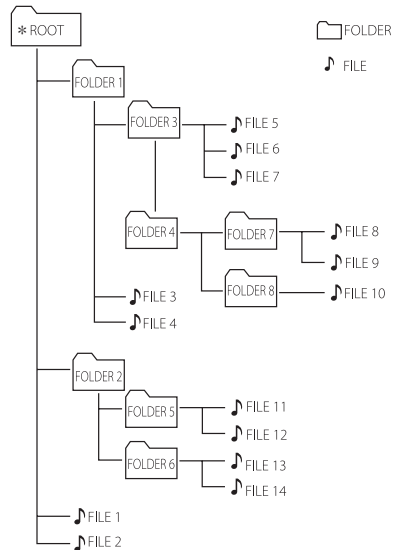 * ROOT
FOLDER
FILE
FOLDER 1
FOLDER 3
FILE 5
FILE 6
FILE 7
FOLDER 4
FOLDER 7
FILE 8
FILE 9
FOLDER 8
FILE 10
FILE 3
FILE 4
FOLDER 2
FOLDER 5
FILE 11
FILE 12
FOLDER 6
FILE 13
FILE 14
FILE 1
FILE 2